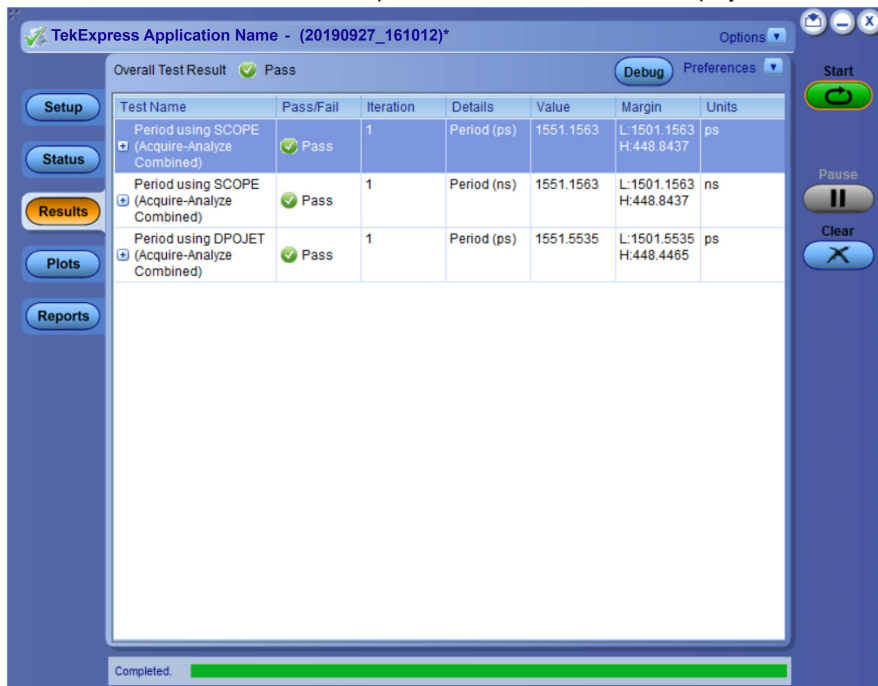 TekExpress Application Name - (20190927_161012)*
Options
Overall Test Result Pass
Debug
Preferences
Start
Setup
Status
Results
Plots
Reports
Test Name Pass/Fail Iteration Details Value Margin Units
Period using SCOPE
(Acquire-Analyze
Combined)
Pass
1
Period (ps)
1551.1563
L:1501.1563
H:448.8437
ps
Period using SCOPE
(Acquire-Analyze
Combined)
Pass
1
Period (ns)
1551.1563
L:1501.1563
H:448.8437
ns
Period using DPOJET
(Acquire-Analyze
Combined)
Pass
1
Period (ps)
1551.5535
L:1501.5535
H:448.4465
ps
Pause
Clear
Completed.